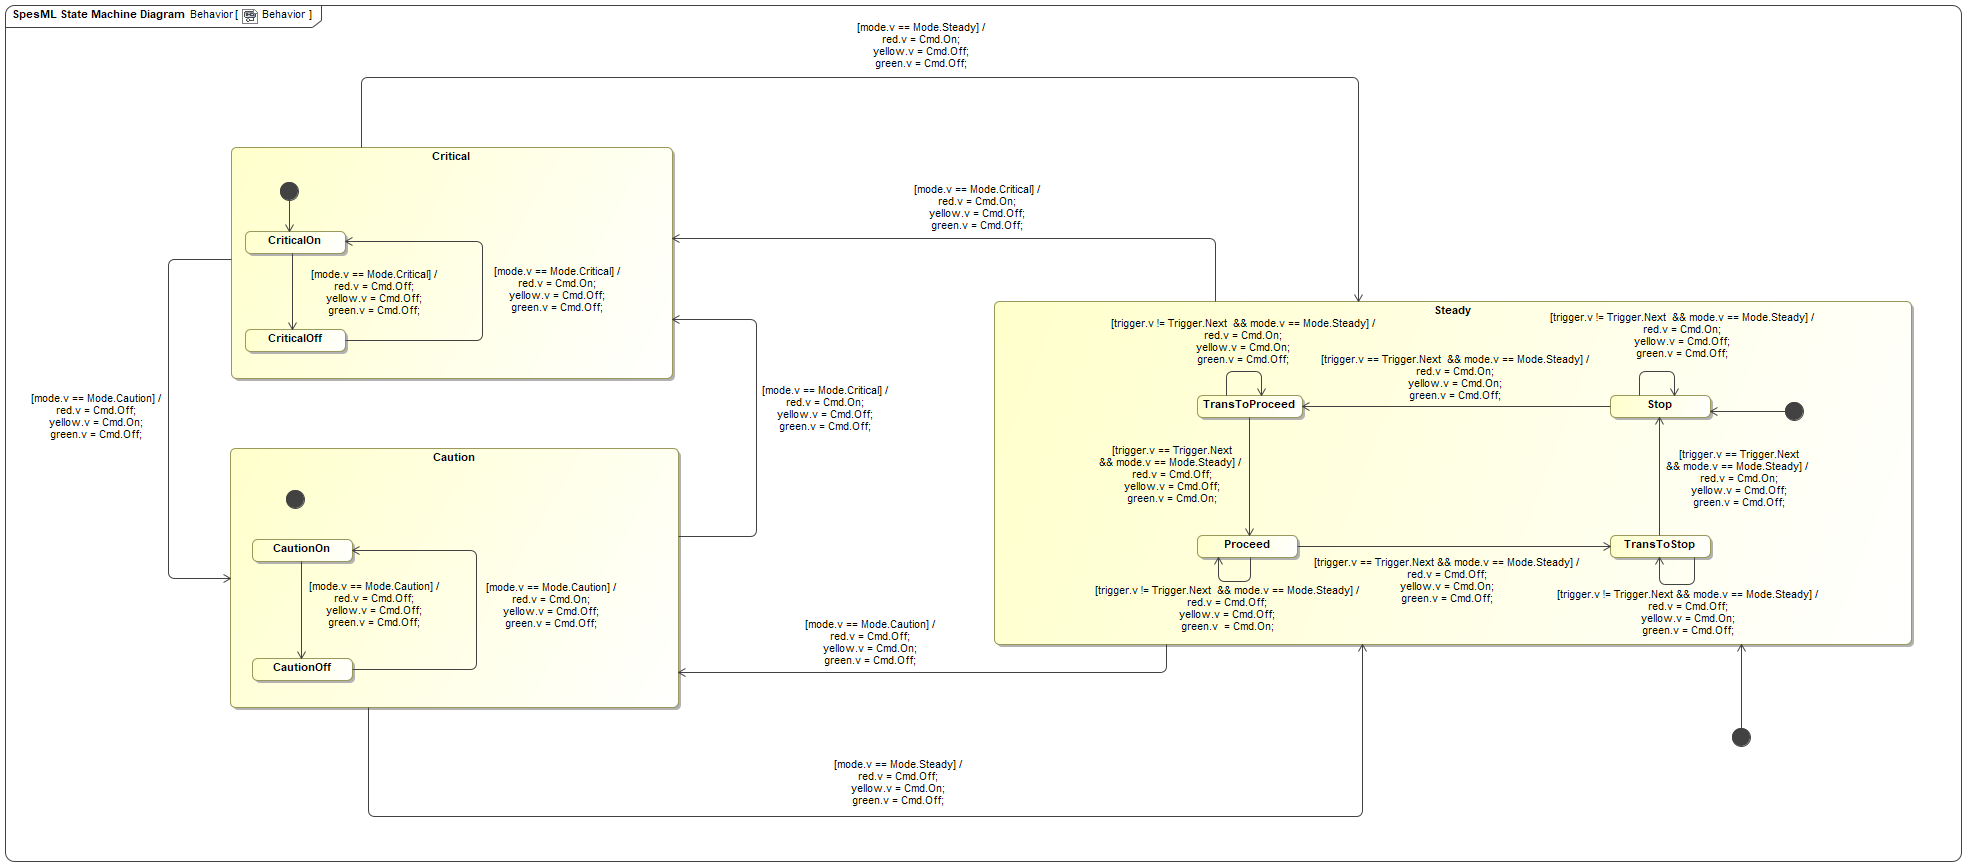 SpesML State Machine Diagram Behavior [ Behavior ]
[mode.v == Mode.Steady] /
red.v = Cmd.On;
yellow.v = Cmd.Off;
green.v = Cmd.Off;
Critical
CriticalOn
[mode.v == Mode.Critical] /
red.v = Cmd.Off;
yellow.v = Cmd.Off;
green.v = Cmd.Off;
[mode.v == Mode.Critical] /
red.v = Cmd.On;
yellow.v = Cmd.Off;
green.v = Cmd.Off;
CriticalOff
[mode.v == Mode.Critical] /
red.v = Cmd.On;
yellow.v = Cmd.Off;
green.v = Cmd.Off;
[mode.v == Mode.Caution] /
red.v = Cmd.Off;
yellow.v = Cmd.On;
green.v = Cmd.Off;
[mode.v == Mode.Critical] /
red.v = Cmd.On;
yellow.v = Cmd.Off;
green.v = Cmd.Off;
Caution
CautionOn
[mode.v == Mode.Caution] /
red.v = Cmd.Off;
yellow.v = Cmd.Off;
green.v = Cmd.Off;
[mode.v == Mode.Caution] /
red.v = Cmd.On;
yellow.v = Cmd.Off;
green.v = Cmd.Off;
CautionOff
[mode.v == Mode.Caution] /
red.v = Cmd.Off;
yellow.v = Cmd.On;
green.v = Cmd.Off;
Steady
[trigger.v != Trigger.Next && mode.v == Mode.Steady] /
red.v = Cmd.On;
yellow.v = Cmd.On;
green.v = Cmd.Off;
[trigger.v != Trigger.Next && mode.v == Mode.Steady] /
red.v = Cmd.On;
yellow.v = Cmd.Off;
green.v = Cmd.Off;
[trigger.v == Trigger.Next && mode.v == Mode.Steady] /
red.v = Cmd.On;
yellow.v = Cmd.On;
green.v = Cmd.Off;
TransToProceed
Stop
[trigger.v == Trigger.Next
&& mode.v == Mode.Steady] /
red.v = Cmd.Off;
yellow.v = Cmd.Off;
green.v = Cmd.On;
[trigger.v == Trigger.Next
&& mode.v == Mode.Steady] /
red.v = Cmd.On;
yellow.v = Cmd.Off;
green.v = Cmd.Off;
Proceed
TransToStop
[trigger.v == Trigger.Next && mode.v == Mode.Steady] /
red.v = Cmd.Off;
yellow.v = Cmd.On;
green.v = Cmd.Off;
[trigger.v != Trigger.Next && mode.v == Mode.Steady] /
red.v = Cmd.Off;
yellow.v = Cmd.Off;
green.v = Cmd.On;
[trigger.v != Trigger.Next && mode.v == Mode.Steady] /
red.v = Cmd.Off;
yellow.v = Cmd.On;
green.v = Cmd.Off;
[mode.v == Mode.Steady] /
red.v = Cmd.Off;
yellow.v = Cmd.On;
green.v = Cmd.Off;